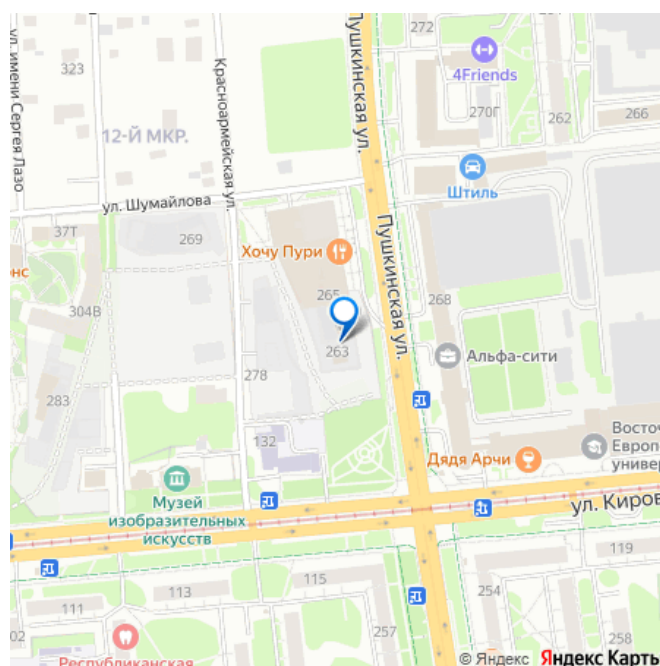 272
4Friends
270Г
262
266
323
ул. имени Сергея Лазо
12-Й МКР.
Красноармейская ул.
Пушкинская ул.
ул. Шумайлова
Штиль
37Т
269
Хочу Пури
265
Пушкинская ул.
268
304В
263
Альфа-сити
283
278
132
Дядя Арчи
Восточ
Европ
универ
Музей
изобразительных
искусств
ул. Киров
119
113
115
111
254
257
258
Республиканская
© Яндекс Яндекс Карты